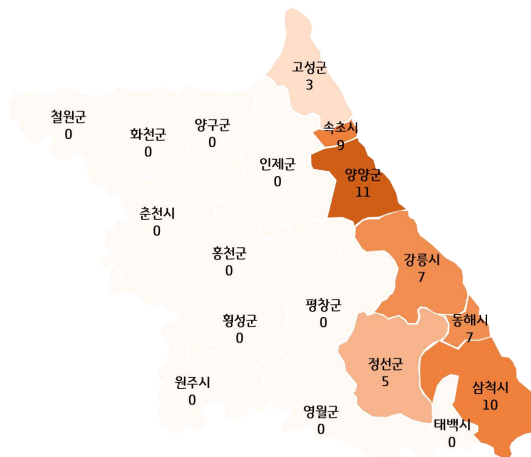 고성군
3
철원군
0
화천군
0
양구군
0
속초시
9
인제군
0
양양군
11
춘천시
0
홍천군
0
강릉시
7
횡성군
0
평창군
0
동해시
7
정선군
5
원주시
0
삼척시
10
영월군
0
태백시
0